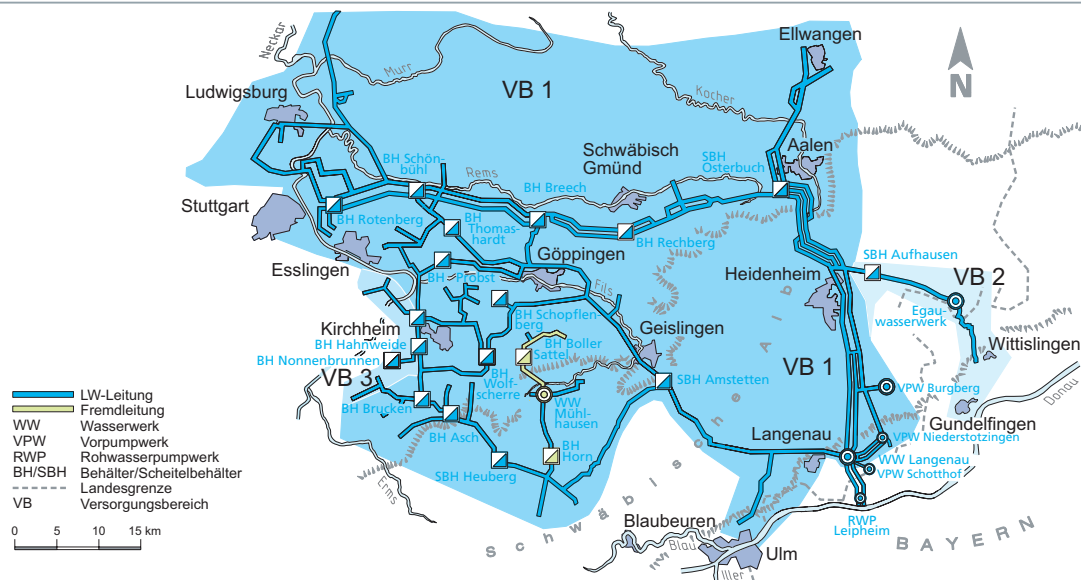 Ellwangen
Neckar
Murr
VB 1
N
Ludwigsburg
Kocher
Aalen
BH Schön-
bühl
Schwäbisch
Gmünd
SBH
Osterbuch
Rems
BH Breech
Stuttgart
BH Rotenberg
BH
Thomas-
hardt
BH Rechberg
Esslingen
Göppingen
Heidenheim
SBH Aufhausen
VB 2
BH Probst
Fils
Egau-
wasserwerk
Kirchheim
BH Schopflen-
berg
Geislingen
Wittislingen
BH Hahnweide
BH Boller
Sattel
BH Nonnenbrunnen
VB 3
BH
Wolf-
scherre
SBH Amstetten
VB 1
VPW Burgberg
Donau
BH Brucken
WW
Mühl-
hausen
Gundelfingen
BH Asch
BH
Horn
Langenau
VPW Niederstotzingen
WW Langenau
VPW Schotthof
SBH Heuberg
Erms
RWP
Leipheim
Schwäbische Alb
Blaubeuren
Blau
Ulm
Iller
BAYERN
LW-Leitung
Fremdleitung
WW Wasserwerk
VPW Vorpumpwerk
RWP Rohwasserpumpwerk
BH/SBH Behälter/Scheitelbehälter
Landesgrenze
VB Versorgungsbereich
0 5 10 15 km